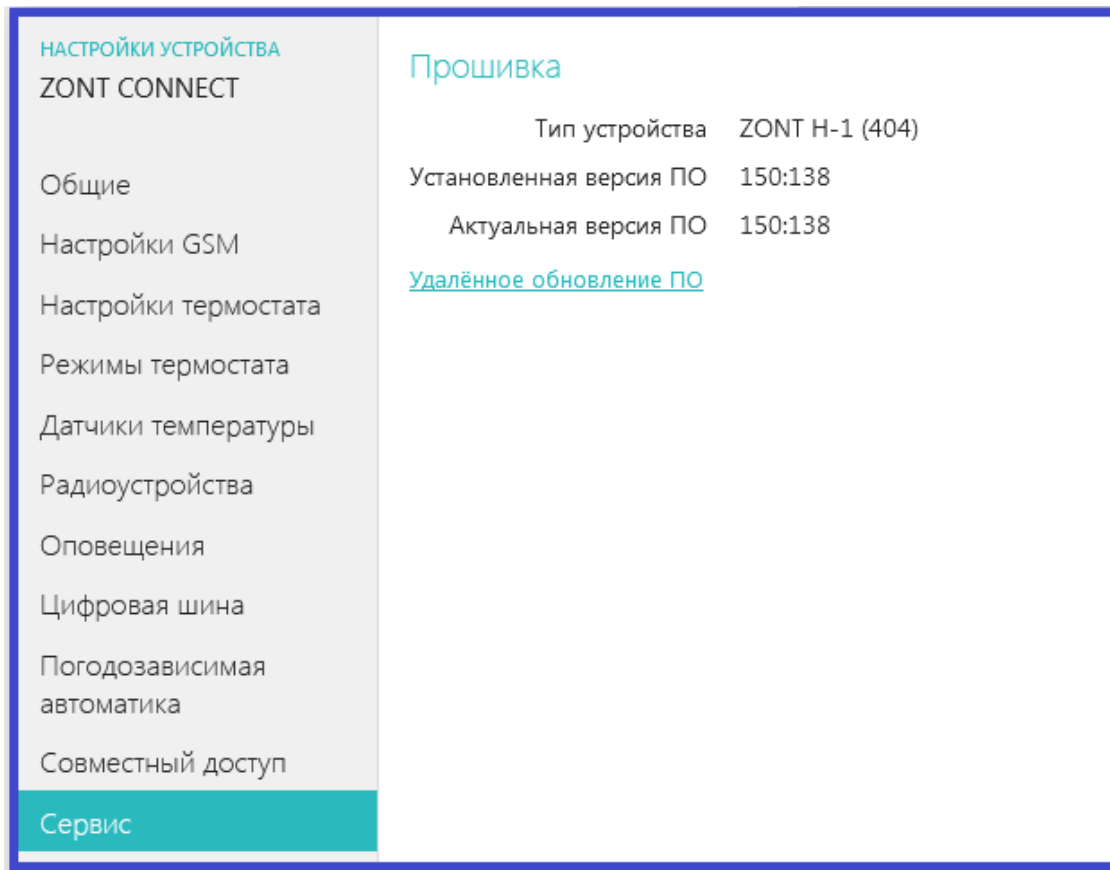 НАСТРОЙКИ УСТРОЙСТВА
ZONT CONNECT
Общие
Настройки GSM
Настройки термостата
Режимы термостата
Датчики температуры
Радиоустройства
Оповещения
Цифровая шина
Погодозависимая
автоматика
Совместный доступ
Сервис
Прошивка
Тип устройства ZONT H-1 (404)
Установленная версия ПО 150:138
Актуальная версия ПО 150:138
Удалённое обновление ПО